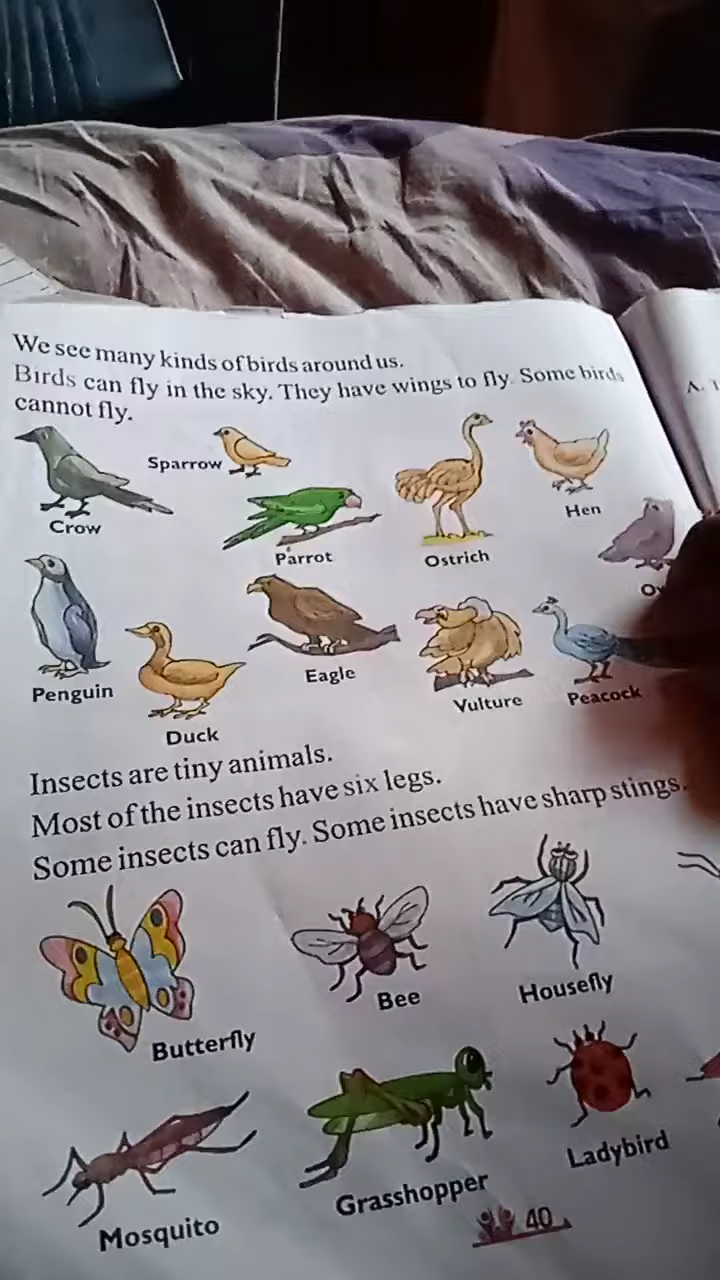 We see many kinds of birds around us.
Birds can fly in the sky. They have wings to fly. Some birds
cannot fly.
Sparrow
Crow
Parrot
Ostrich
Hen
Penguin
Duck
Eagle
Vulture
Peacock
Insects are tiny animals.
Most of the insects have six legs.
Some insects can fly. Some insects have sharp stings.
Butterfly
Bee
Housefly
Mosquito
Grasshopper
Ladybird
40
A.